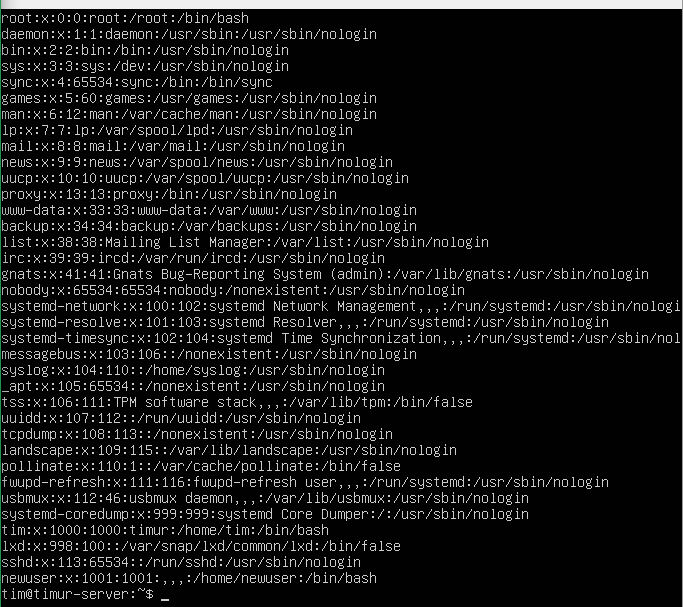 root:x:0:0:root:/root:/bin/bash
daemon:x:1:1:daemon:/usr/sbin:/usr/sbin/nologin
bin:x:2:2:bin:/bin:/usr/sbin/nologin
sys:x:3:3:sys:/dev:/usr/sbin/nologin
sync:x:4:65534:sync:/bin:/bin/sync
games:x:5:60:games:/usr/games:/usr/sbin/nologin
man:x:6:12:man:/var/cache/man:/usr/sbin/nologin
lp:x:7:7:lp:/var/spool/lpd:/usr/sbin/nologin
mail:x:8:8:mail:/var/mail:/usr/sbin/nologin
news:x:9:9:news:/var/spool/news:/usr/sbin/nologin
uucp:x:10:10:uucp:/var/spool/uucp:/usr/sbin/nologin
proxy:x:13:13:proxy:/bin:/usr/sbin/nologin
www-data:x:33:33:www-data:/var/www:/usr/sbin/nologin
backup:x:34:34:backup:/var/backups:/usr/sbin/nologin
list:x:38:38:Mailing List Manager:/var/list:/usr/sbin/nologin
irc:x:39:39:ircd:/var/run/ircd:/usr/sbin/nologin
gnats:x:41:41:Gnats Bug-Reporting System (admin):/var/lib/gnats:/usr/sbin/nologin
nobody:x:65534:65534:nobody:/nonexistent:/usr/sbin/nologin
systemd-network:x:100:102:systemd Network Management,,,:/run/systemd:/usr/sbin/nologi
systemd-resolve:x:101:103:systemd Resolver,,,:/run/systemd:/usr/sbin/nologin
systemd-timesync:x:102:104:systemd Time Synchronization,,,:/run/systemd:/usr/sbin/nol
messagebus:x:103:106::/nonexistent:/usr/sbin/nologin
syslog:x:104:110::/home/syslog:/usr/sbin/nologin
_apt:x:105:65534::/nonexistent:/usr/sbin/nologin
tss:x:106:111:TPM software stack,,,:/var/lib/tpm:/bin/false
uuidd:x:107:112::/run/uuidd:/usr/sbin/nologin
tcpdump:x:108:113::/nonexistent:/usr/sbin/nologin
landscape:x:109:115::/var/lib/landscape:/usr/sbin/nologin
pollinate:x:110:1::/var/cache/pollinate:/bin/false
fwupd-refresh:x:111:116:fwupd-refresh user,,,:/run/systemd:/usr/sbin/nologin
usbmux:x:112:46:usbmux daemon,,,:/var/lib/usbmux:/usr/sbin/nologin
systemd-coredump:x:999:999:systemd Core Dumper:/:/usr/sbin/nologin
tim:x:1000:1000:timur:/home/tim:/bin/bash
lxd:x:998:100::/var/snap/lxd/common/lxd:/bin/false
sshd:x:113:65534::/run/sshd:/usr/sbin/nologin
newuser:x:1001:1001:,,,:/home/newuser:/bin/bash
tim@timur-server:~$ _